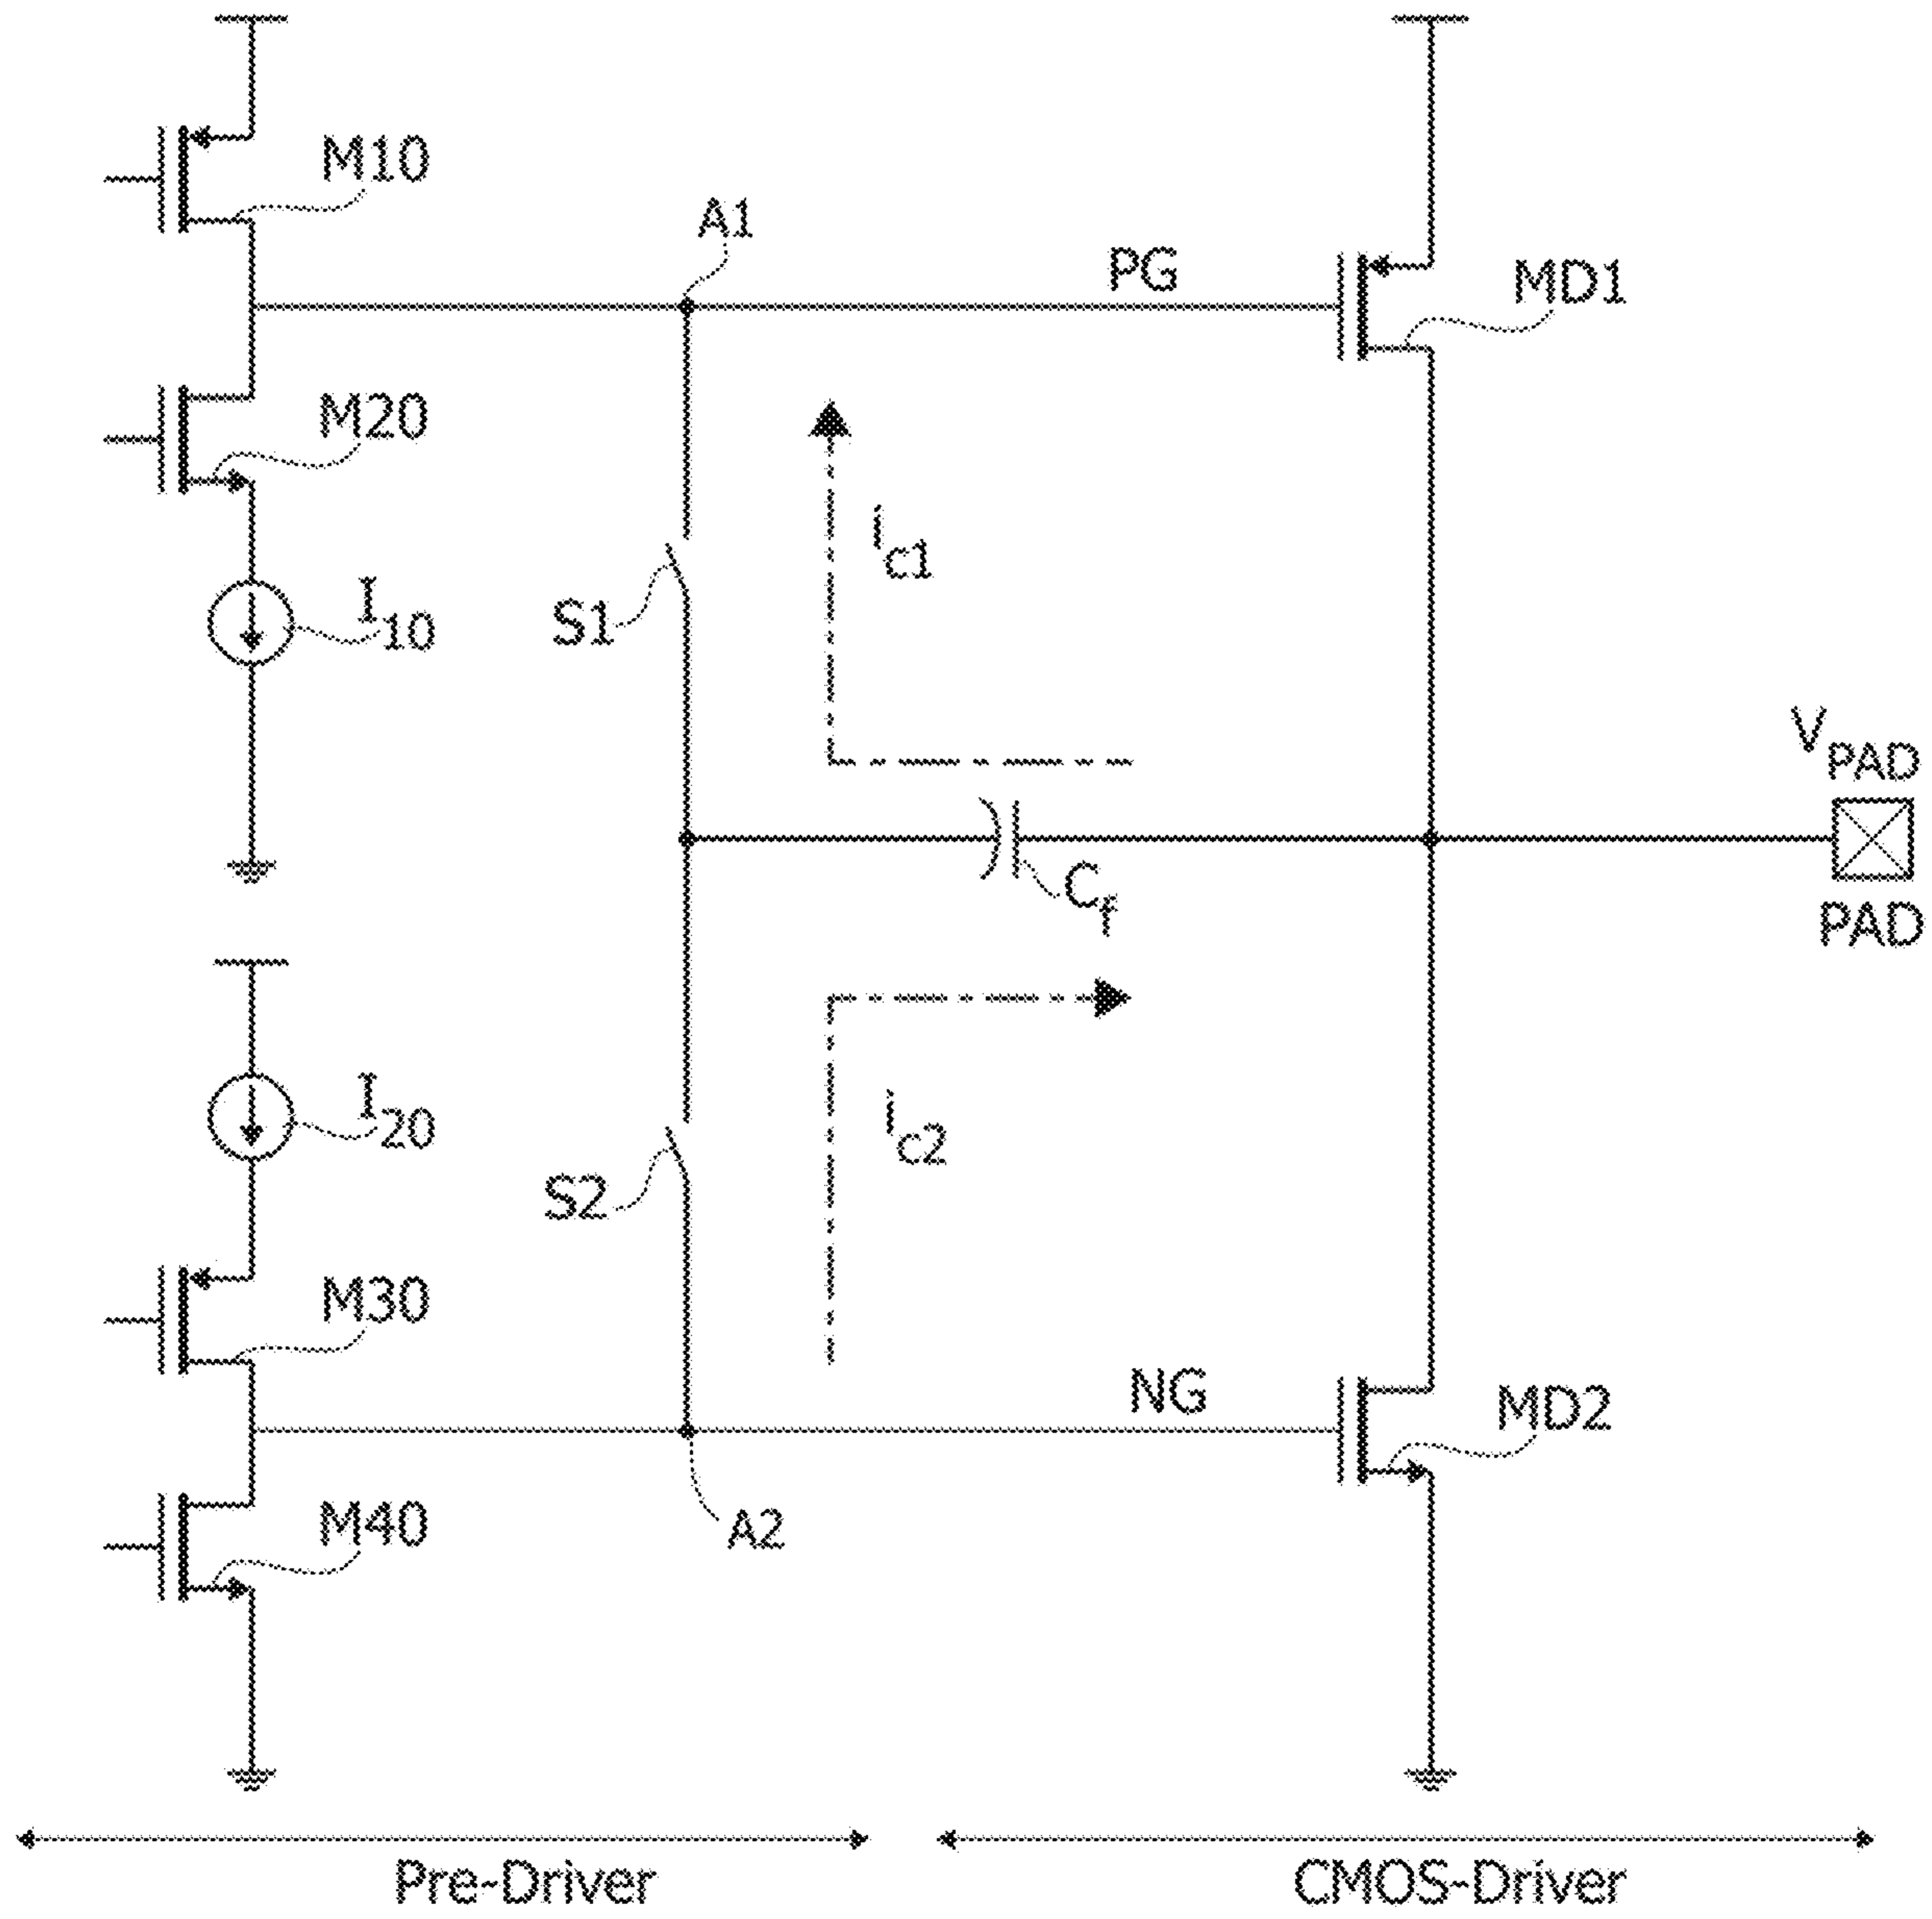 M10
A1
PG
MD1
M20
ic1
I10
S1
VPAD
Cf
PAD
I20
ic2
S2
M30
NG
MD2
M40
A2
Pre-Driver
CMOS-Driver